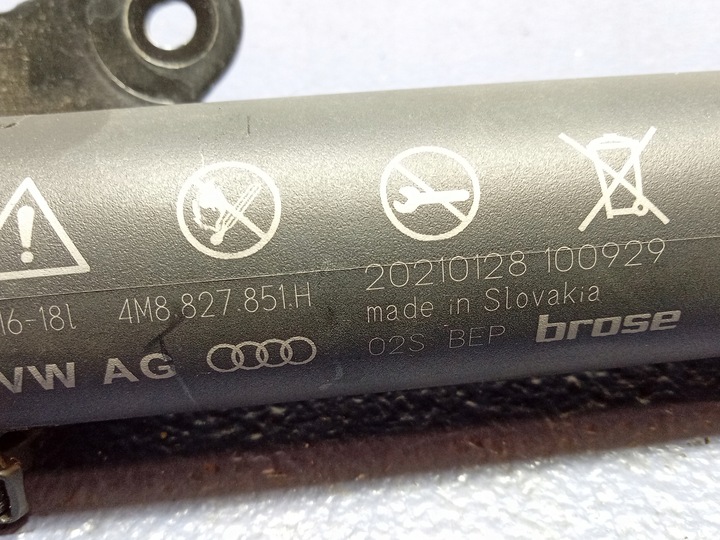 20210128 100929
16-18l 4M8.827.851.H
made in Slovakia
VW AG
02S BEP brose